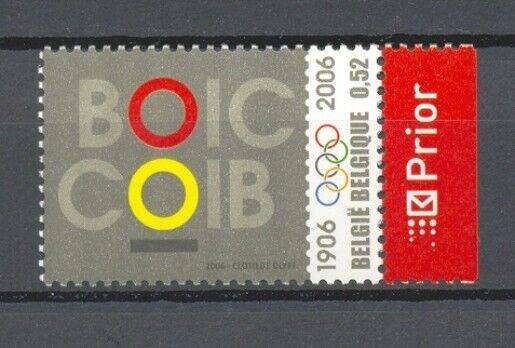 BOIC
COIB
2006 - CLOTILDE OLYFF
1906 2006
BELGIË BELGIQUE 0,52
Prior